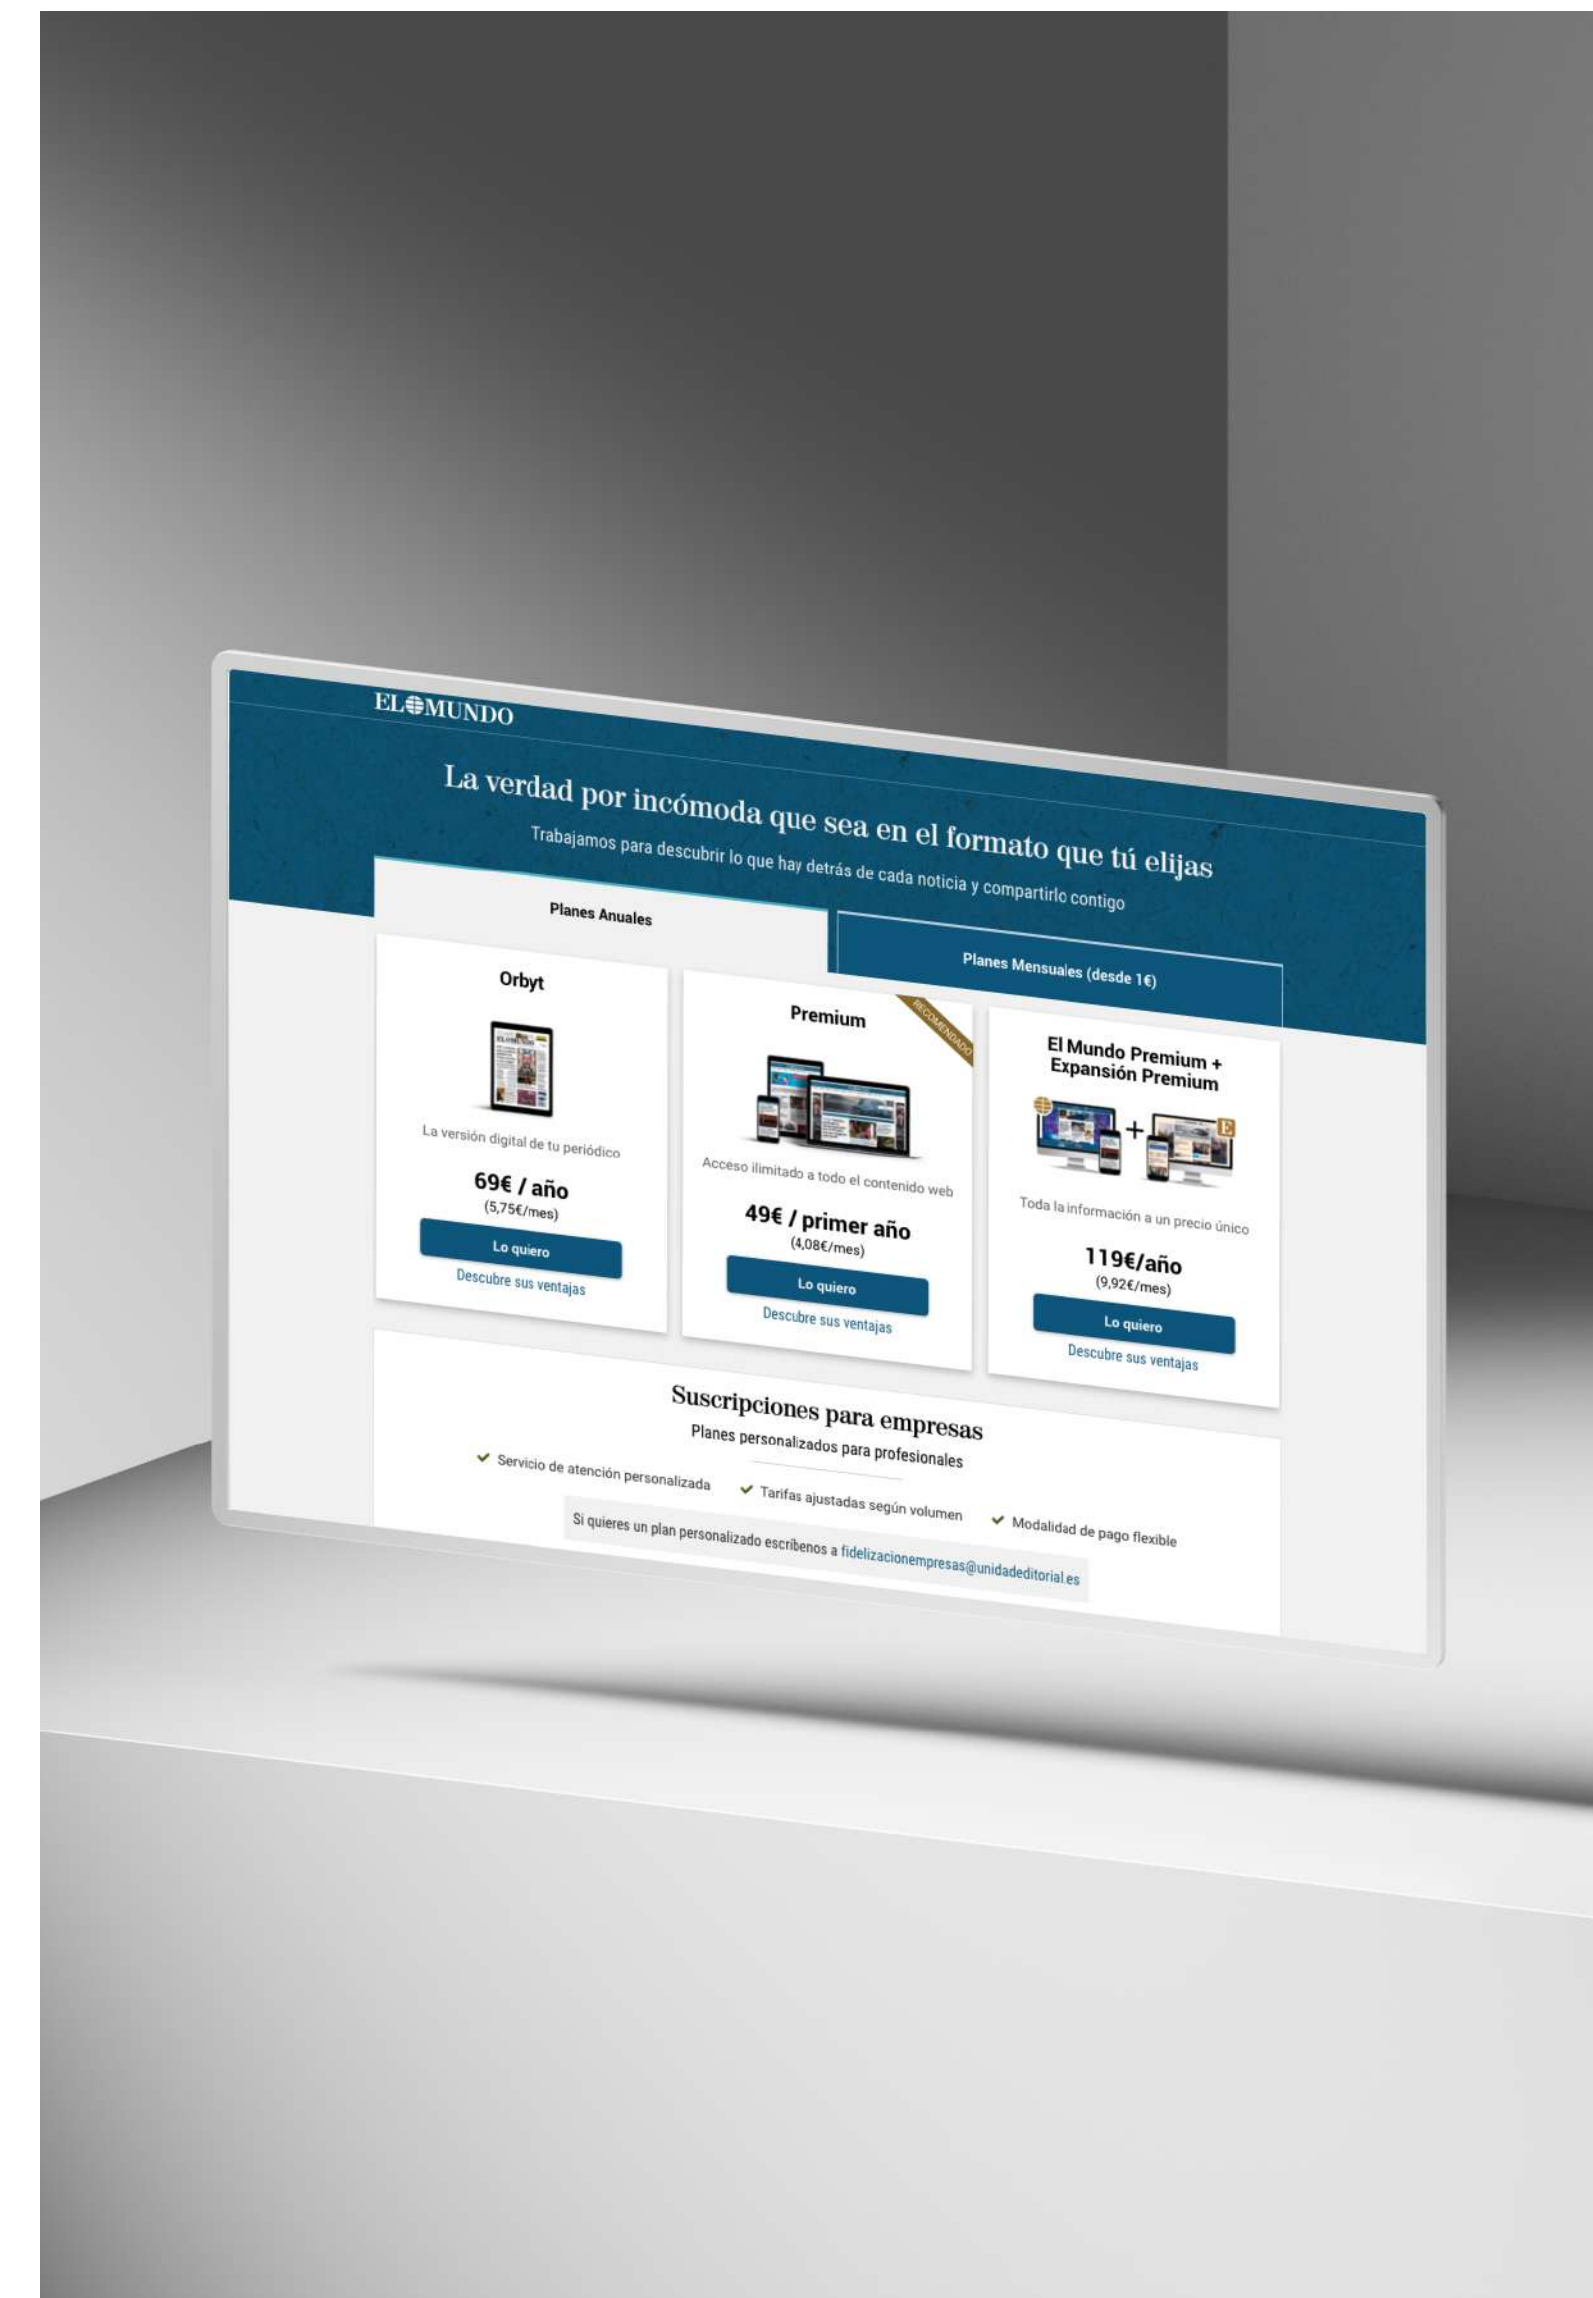 EL MUNDO
La verdad por incómoda que sea en el formato que tú elijas
Trabajamos para descubrir lo que hay detrás de cada noticia y compartirlo contigo
Planes Anuales
Planes Mensuales (desde 1€)
Orbyt
La versión digital de tu periódico
69€ / año
(5,75€/mes)
Lo quiero
Descubre sus ventajas
RECOMENDADO
Premium
Acceso ilimitado a todo el contenido web
49€ / primer año
(4,08€/mes)
Lo quiero
Descubre sus ventajas
El Mundo Premium +
Expansión Premium
+
E
Toda la información a un precio único
119€/año
(9,92€/mes)
Lo quiero
Descubre sus ventajas
Suscripciones para empresas
Planes personalizados para profesionales
Servicio de atención personalizada
Tarifas ajustadas según volumen
Modalidad de pago flexible
Si quieres un plan personalizado escríbenos a fidelizacionempresas@unidadeditorial.es